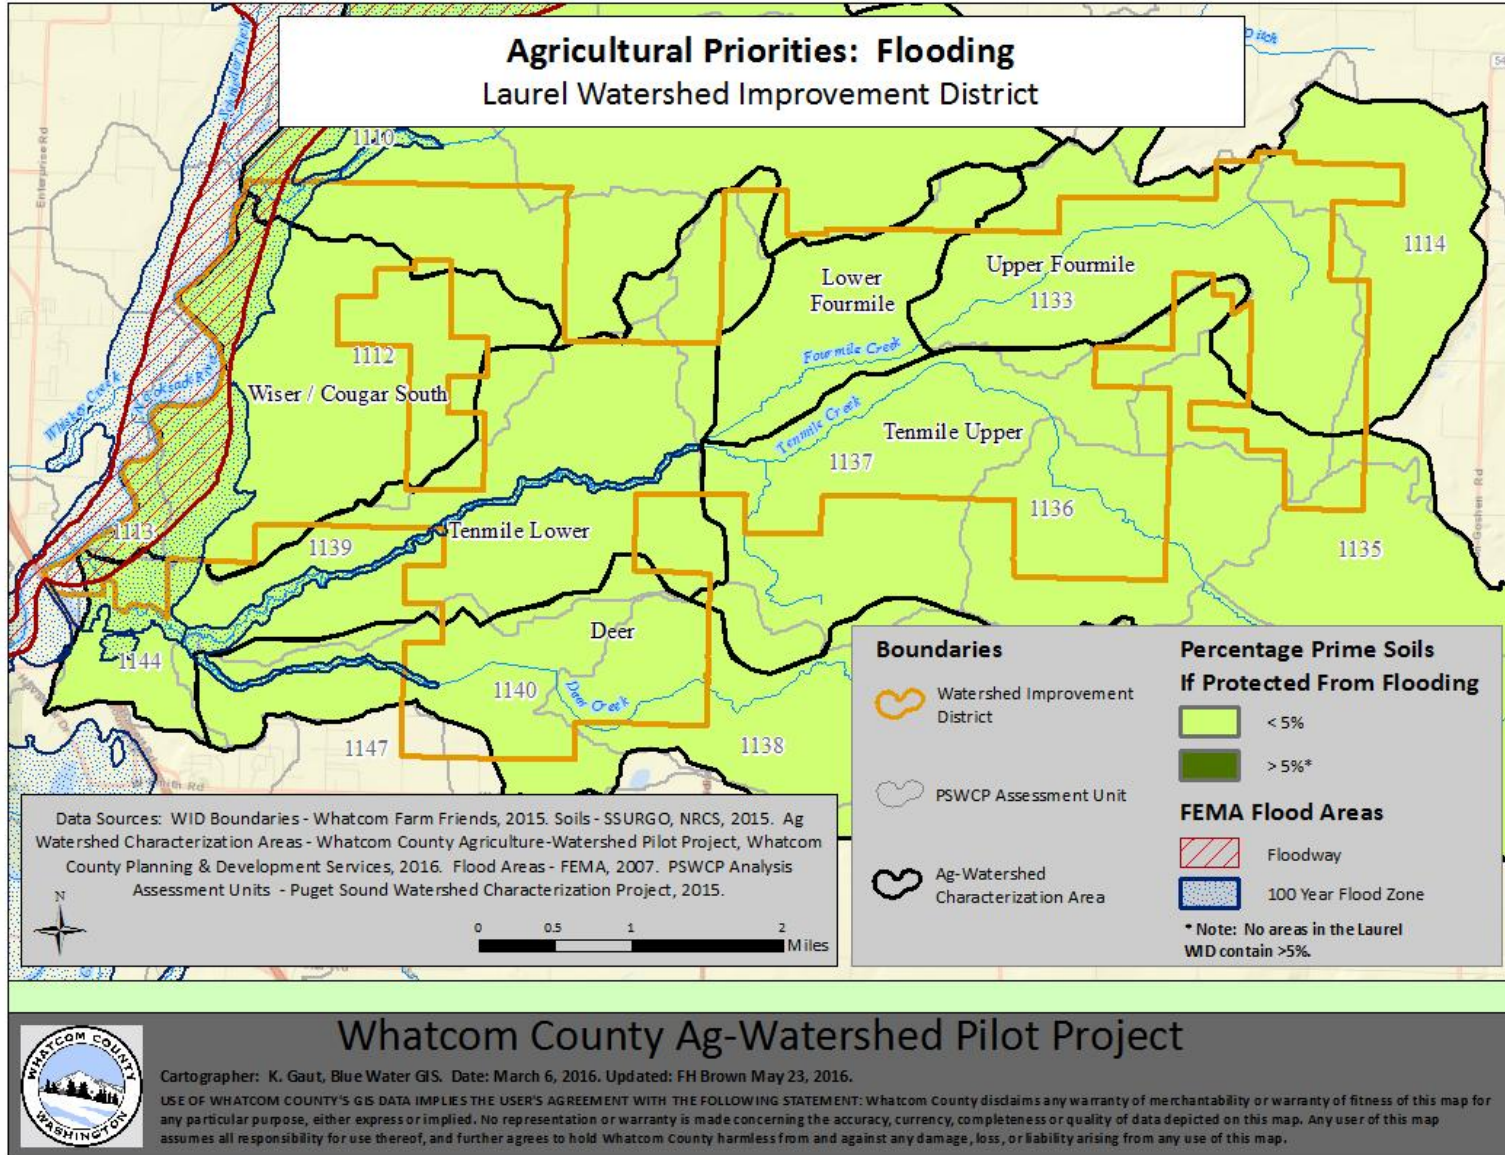 Agricultural Priorities: Flooding
Laurel Watershed Improvement District
Ditch
54
Schneider Ditch
Enterprise Rd
1110
1114
Lower
Fourmile
Upper Fourmile
1133
1112
Fourmile Creek
Wiser / Cougar South
Whiskey Creek
Nooksack River
Tenmile Creek
Tenmile Upper
1137
1136
1113
Tenmile Lower
1139
1135
Deer
1144
1140
Deer Creek
1147
1138
Boundaries
Watershed Improvement
District
PSWCP Assessment Unit
Ag-Watershed
Characterization Area
Percentage Prime Soils
If Protected From Flooding
< 5%
> 5%*
FEMA Flood Areas
Floodway
100 Year Flood Zone
* Note: No areas in the Laurel
WID contain >5%.
Data Sources: WID Boundaries - Whatcom Farm Friends, 2015. Soils - SSURGO, NRCS, 2015. Ag
Watershed Characterization Areas - Whatcom County Agriculture-Watershed Pilot Project, Whatcom
County Planning & Development Services, 2016. Flood Areas - FEMA, 2007. PSWCP Analysis
Assessment Units - Puget Sound Watershed Characterization Project, 2015.
N
0 0.5 1 2
Miles
Whatcom County Ag-Watershed Pilot Project
WHATCOM COUNTY
WASHINGTON
Cartographer: K. Gaut, Blue Water GIS. Date: March 6, 2016. Updated: FH Brown May 23, 2016.
USE OF WHATCOM COUNTY'S GIS DATA IMPLIES THE USER'S AGREEMENT WITH THE FOLLOWING STATEMENT: Whatcom County disclaims any warranty of merchantability or warranty of fitness of this map for
any particular purpose, either express or implied. No representation or warranty is made concerning the accuracy, currency, completeness or quality of data depicted on this map. Any user of this map
assumes all responsibility for use thereof, and further agrees to hold Whatcom County harmless from and against any damage, loss, or liability arising from any use of this map.